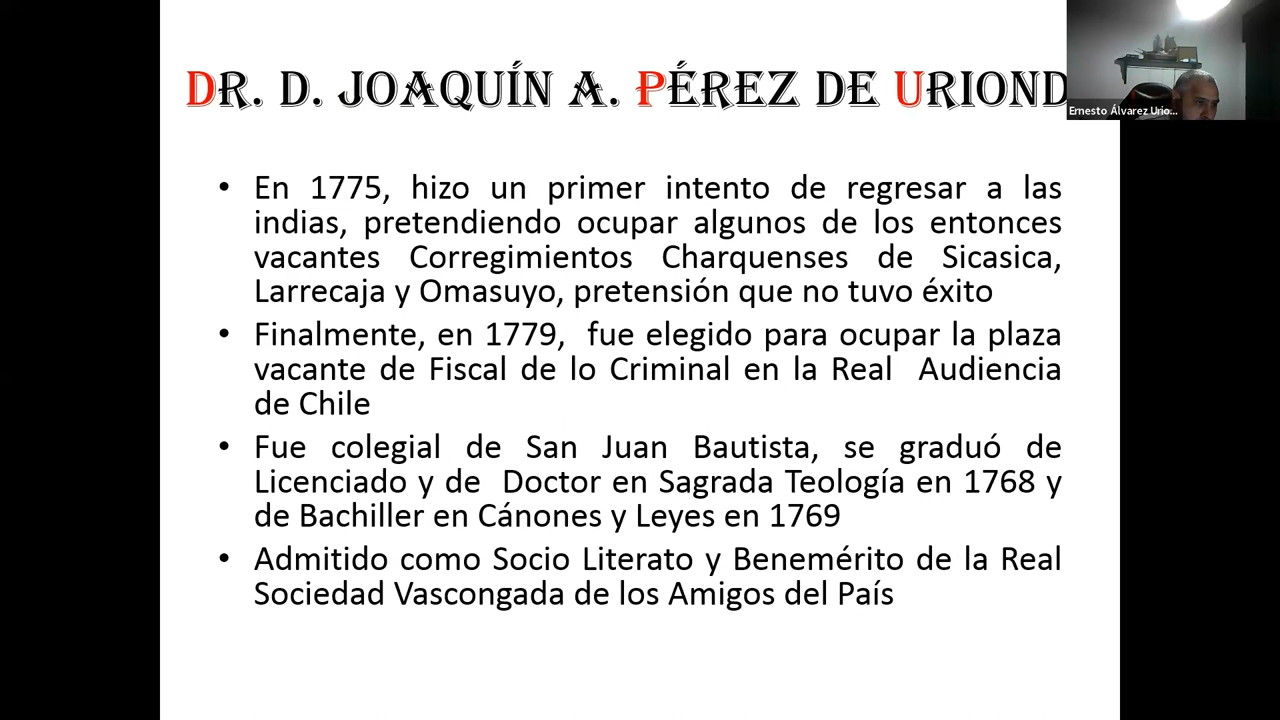 DR. D. JOAQUÍN A. PÉREZ DE URIOND
Ernesto Álvarez Urio...
• En 1775, hizo un primer intento de regresar a las
indias, pretendiendo ocupar algunos de los entonces
vacantes Corregimientos Charquenses de Sicasica,
Larrecaja y Omasuyo, pretensión que no tuvo éxito
• Finalmente, en 1779, fue elegido para ocupar la plaza
vacante de Fiscal de lo Criminal en la Real Audiencia
de Chile
• Fue colegial de San Juan Bautista, se graduó de
Licenciado y de Doctor en Sagrada Teología en 1768 y
de Bachiller en Cánones y Leyes en 1769
• Admitido como Socio Literato y Benemérito de la Real
Sociedad Vascongada de los Amigos del País